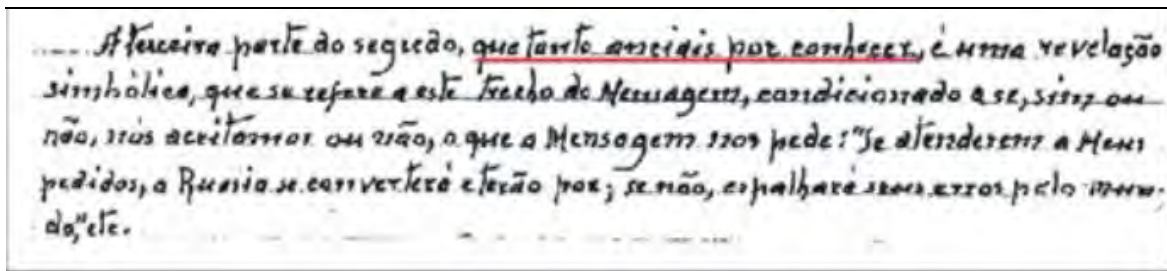 A terceira parte do segredo, que tanto anciais por conhecer, é uma revelação
simbólica, que se refere a este trecho da Mensagem, condicionado a se, sim ou
não, nós aceitamos ou não, o que a Mensagem nos pede: "Se atenderem a Meus
pedidos, a Russia se converterá e terão paz; se não, espalhará seus erros pelo mun-
do," etc.